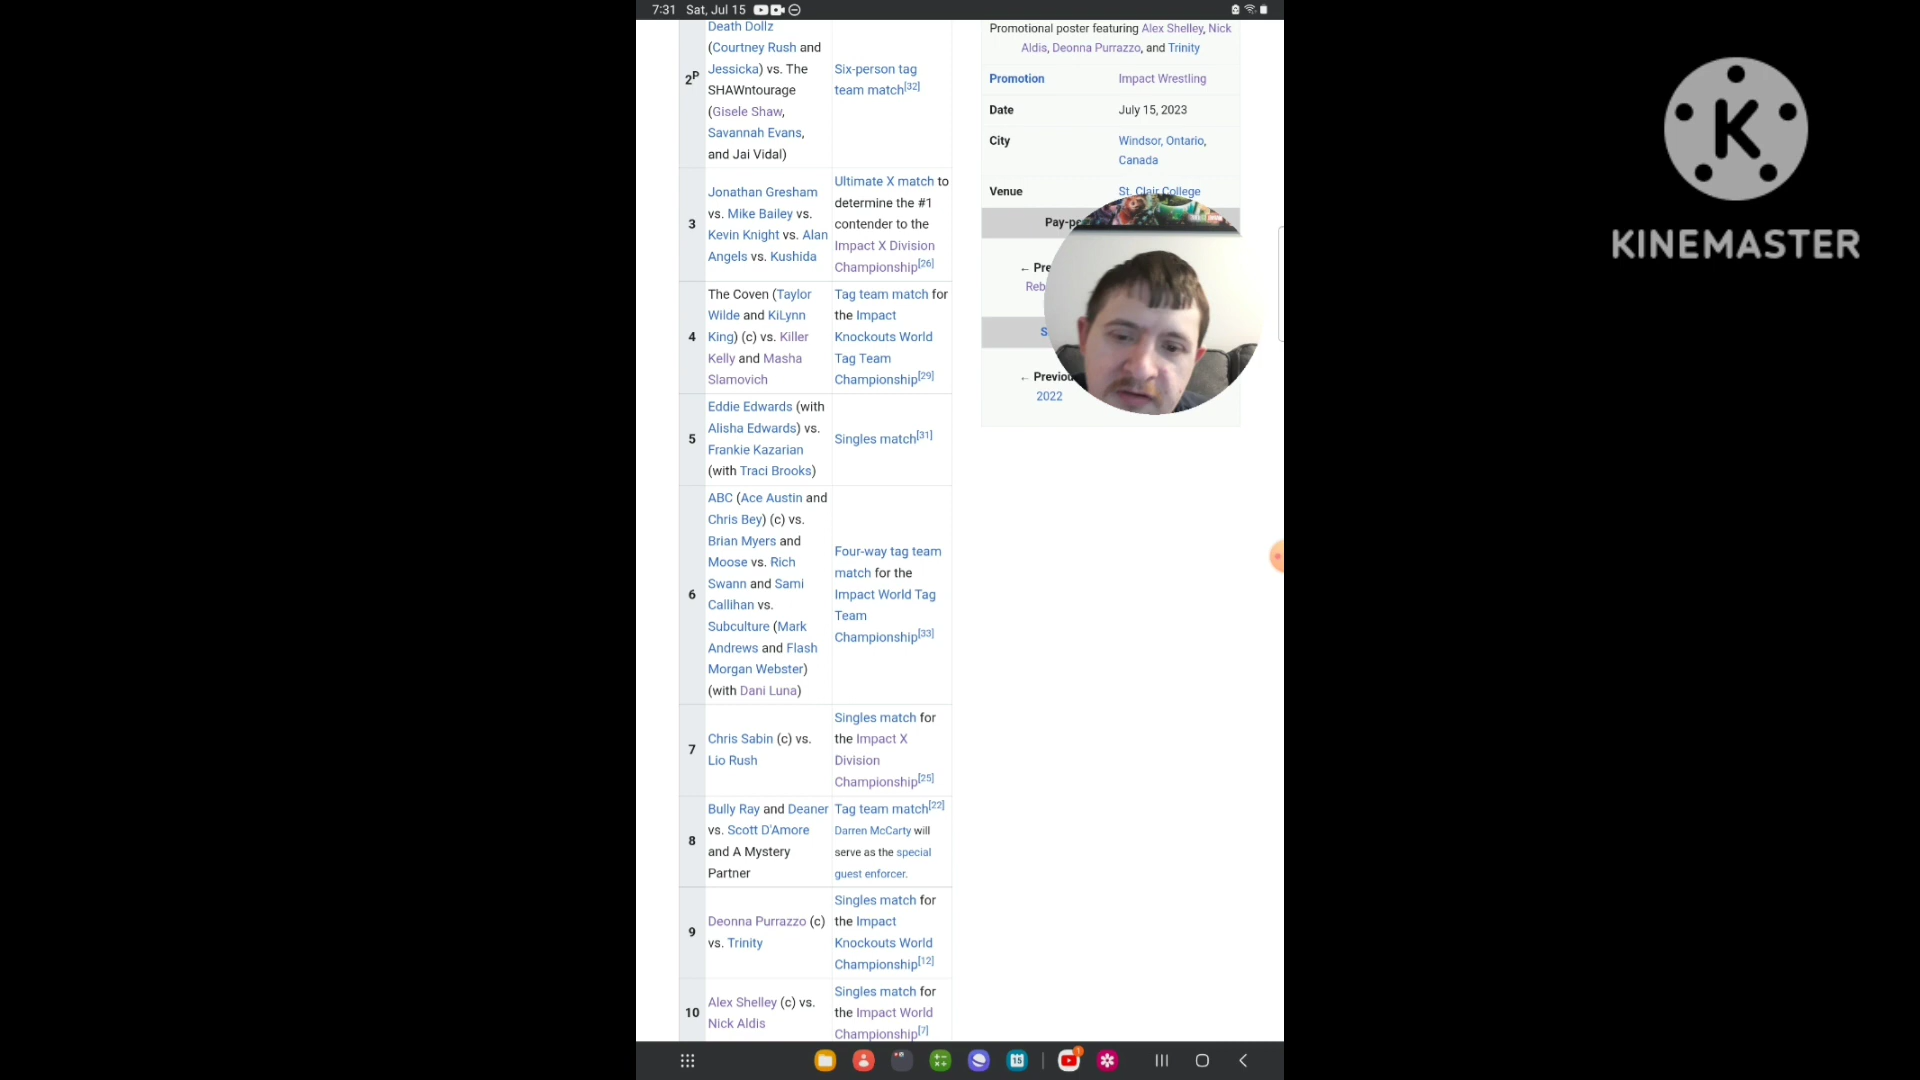 7:31 Sat, Jul 15
Death Dollz
(Courtney Rush and
Jessicka) vs. The
SHAWntourage
(Gisele Shaw,
Savannah Evans,
and Jai Vidal)
2P
Six-person tag
team match[32]
3
Jonathan Gresham
vs. Mike Bailey vs.
Kevin Knight vs. Alan
Angels vs. Kushida
Ultimate X match to
determine the #1
contender to the
Impact X Division
Championship[26]
4
The Coven (Taylor
Wilde and KiLynn
King) (c) vs. Killer
Kelly and Masha
Slamovich
Tag team match for
the Impact
Knockouts World
Tag Team
Championship[29]
5
Eddie Edwards (with
Alisha Edwards) vs.
Frankie Kazarian
(with Traci Brooks)
Singles match[31]
6
ABC (Ace Austin and
Chris Bey) (c) vs.
Brian Myers and
Moose vs. Rich
Swann and Sami
Callihan vs.
Subculture (Mark
Andrews and Flash
Morgan Webster)
(with Dani Luna)
Four-way tag team
match for the
Impact World Tag
Team
Championship[33]
7
Chris Sabin (c) vs.
Lio Rush
Singles match for
the Impact X
Division
Championship[25]
8
Bully Ray and Deaner
vs. Scott D'Amore
and A Mystery
Partner
Tag team match[22]
Darren McCarty will
serve as the special
guest enforcer.
9
Deonna Purrazzo (c)
vs. Trinity
Singles match for
the Impact
Knockouts World
Championship[12]
10
Alex Shelley (c) vs.
Nick Aldis
Singles match for
the Impact World
Championship[7]
Promotional poster featuring Alex Shelley, Nick
Aldis, Deonna Purrazzo, and Trinity
Promotion Impact Wrestling
Date July 15, 2023
City Windsor, Ontario,
Canada
Venue St. Clair College
Pay-pe
← Pre
Reb
S
← Previou
2022
15
1
K
KINEMASTER